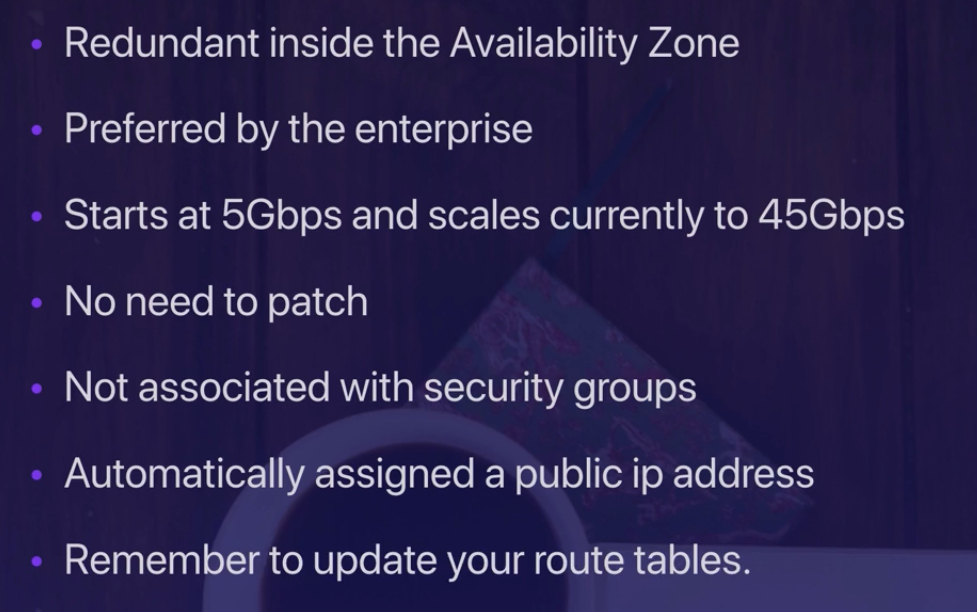 • Redundant inside the Availability Zone
• Preferred by the enterprise
• Starts at 5Gbps and scales currently to 45Gbps
• No need to patch
• Not associated with security groups
• Automatically assigned a public ip address
• Remember to update your route tables.